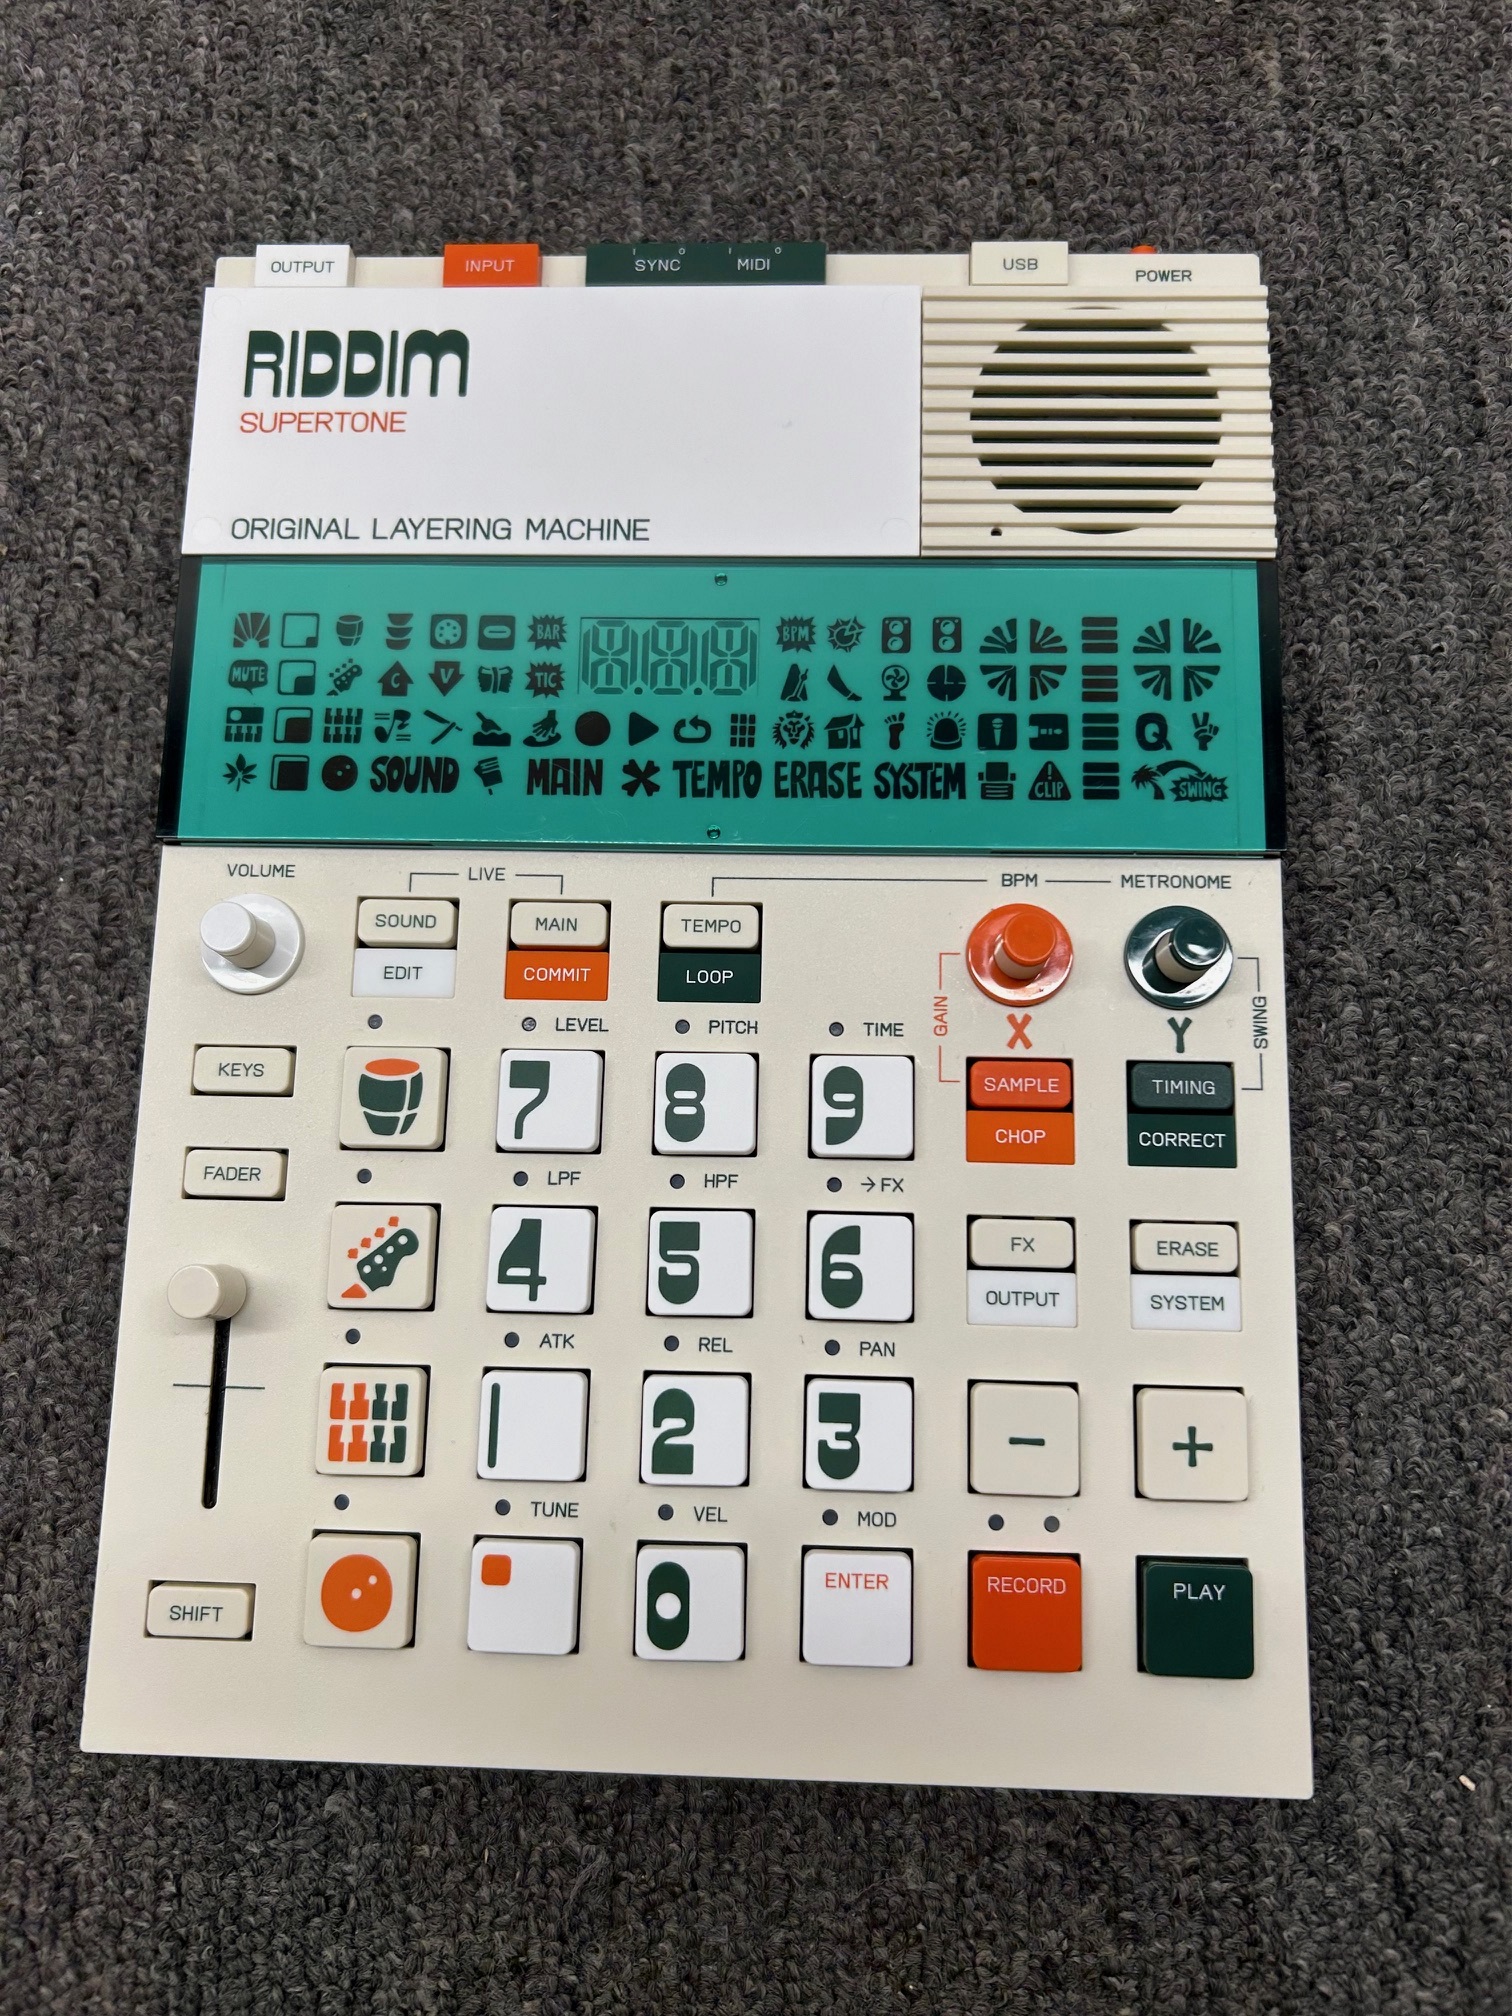 OUTPUT INPUT SYNC MIDI USB POWER
I O I O
RIDDIM
SUPERTONE
ORIGINAL LAYERING MACHINE
BAR BPM
MUTE C V TIC
Q
SOUND MAIN TEMPO ERASE SYSTEM CLIP SWING
VOLUME LIVE BPM METRONOME
SOUND MAIN TEMPO
EDIT COMMIT LOOP
LEVEL PITCH TIME GAIN X Y SWING
KEYS 7 8 9 SAMPLE TIMING
CHOP CORRECT
FADER LPF HPF →FX
4 5 6 FX ERASE
OUTPUT SYSTEM
ATK REL PAN
1 2 3 - +
TUNE VEL MOD
SHIFT 0 ENTER RECORD PLAY